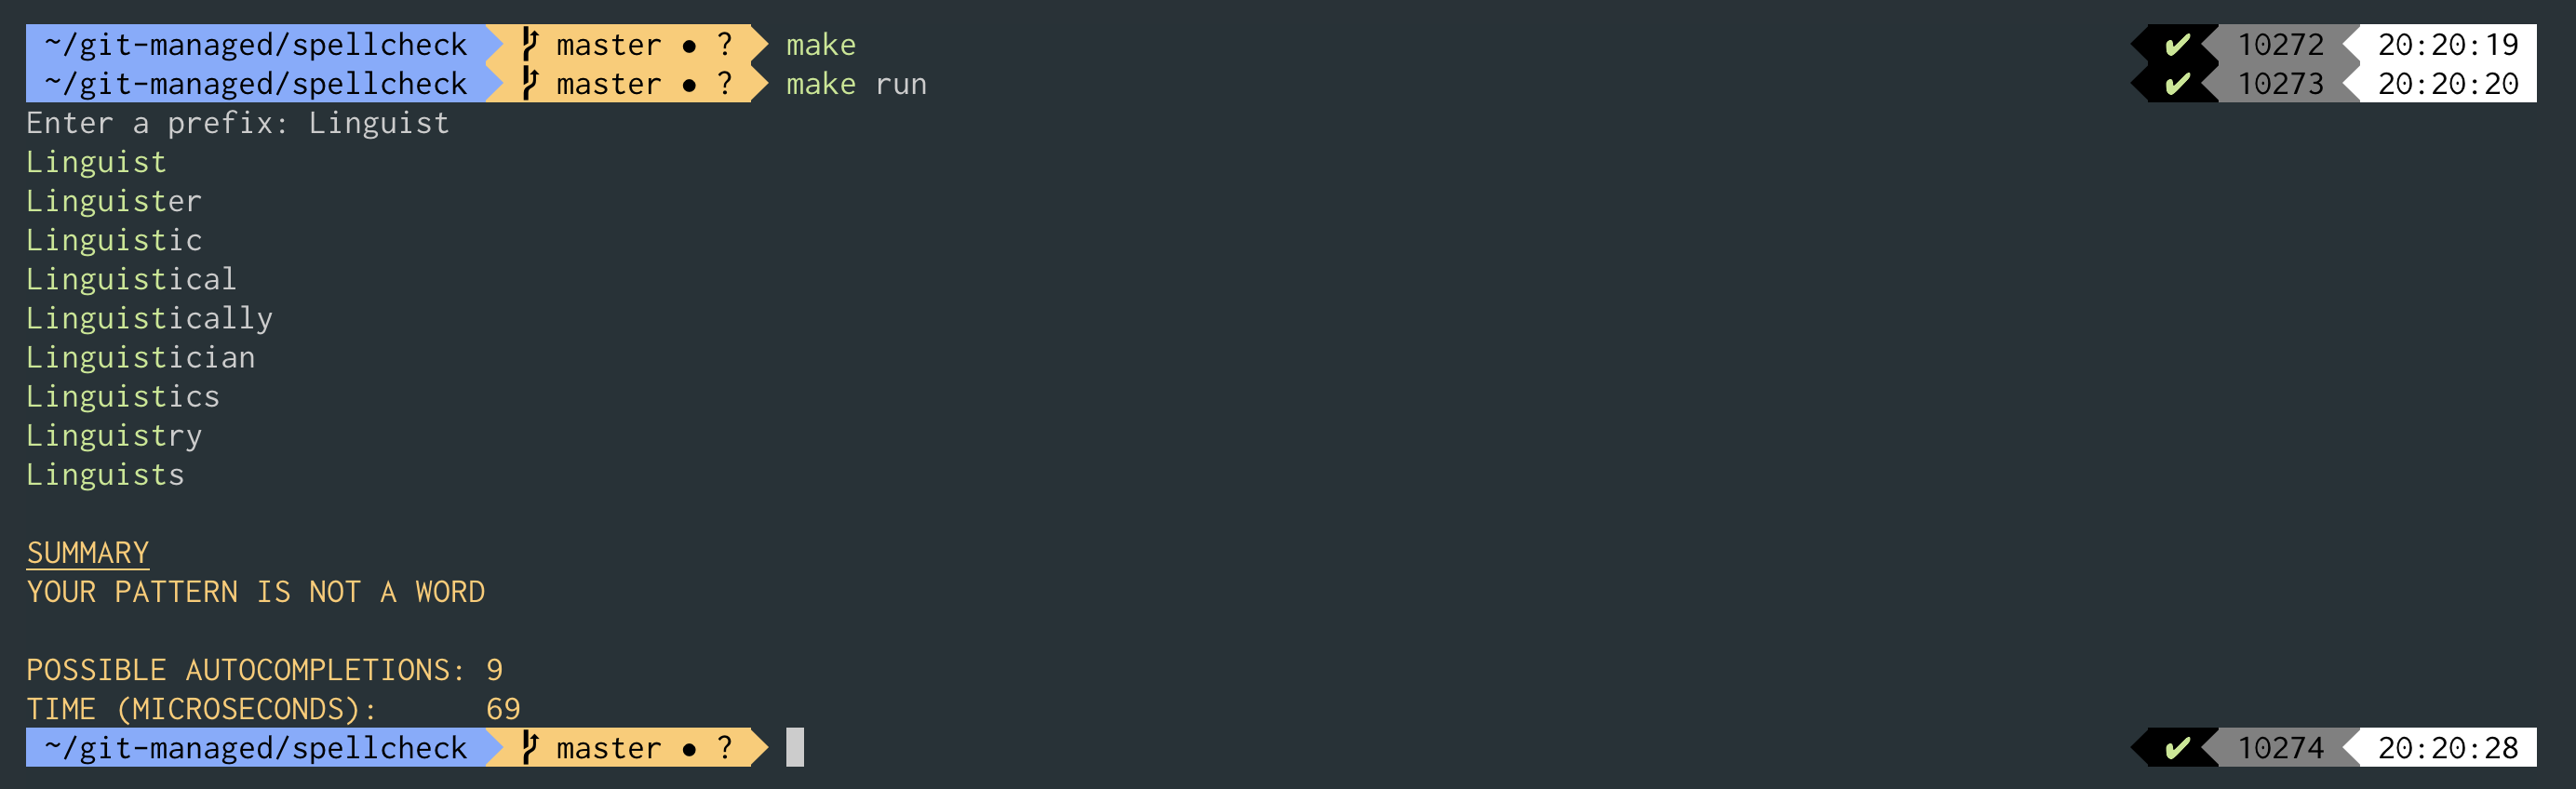 ~/git-managed/spellcheck master ● ? make ✔ 10272 20:20:19
~/git-managed/spellcheck master ● ? make run ✔ 10273 20:20:20
Enter a prefix: Linguist
Linguist
Linguister
Linguistic
Linguistical
Linguistically
Linguistician
Linguistics
Linguistry
Linguists
SUMMARY
YOUR PATTERN IS NOT A WORD
POSSIBLE AUTOCOMPLETIONS: 9
TIME (MICROSECONDS): 69
~/git-managed/spellcheck master ● ? ✔ 10274 20:20:28